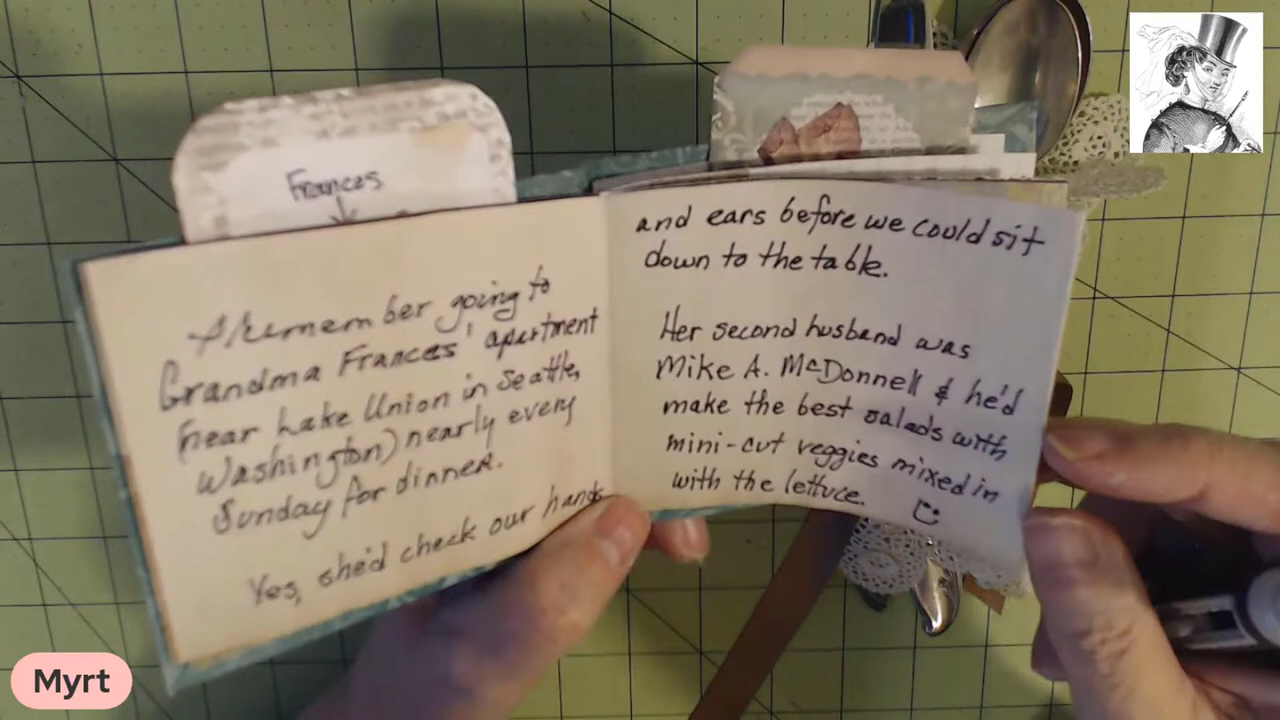 Frances
I remember going to
Grandma Frances' apartment
(near Lake Union in Seattle,
Washington) nearly every
Sunday for dinner.
Yes, she'd check our hands
and ears before we could sit
down to the table.
Her second husband was
Mike A. McDonnell & he'd
make the best salads with
mini-cut veggies mixed in
with the lettuce.
Myrt